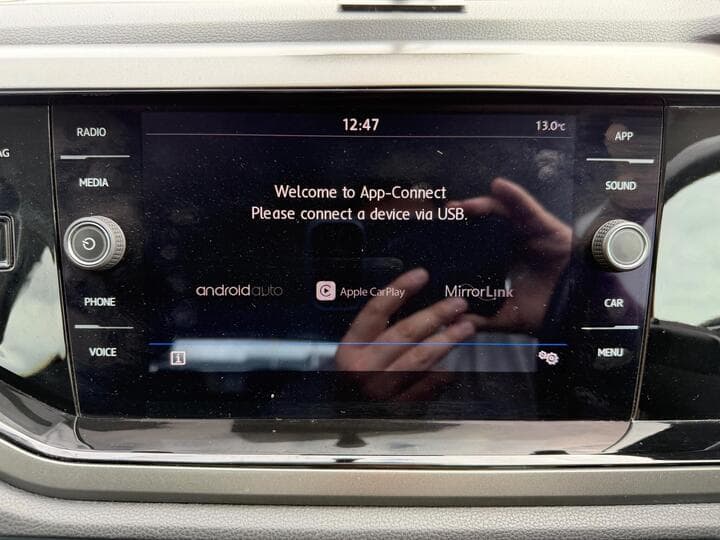 12:47
13.0°C
RADIO
APP
AG
MEDIA
SOUND
Welcome to App-Connect
Please connect a device via USB.
androidauto
Apple CarPlay
MirrorLink
PHONE
CAR
VOICE
i
MENU